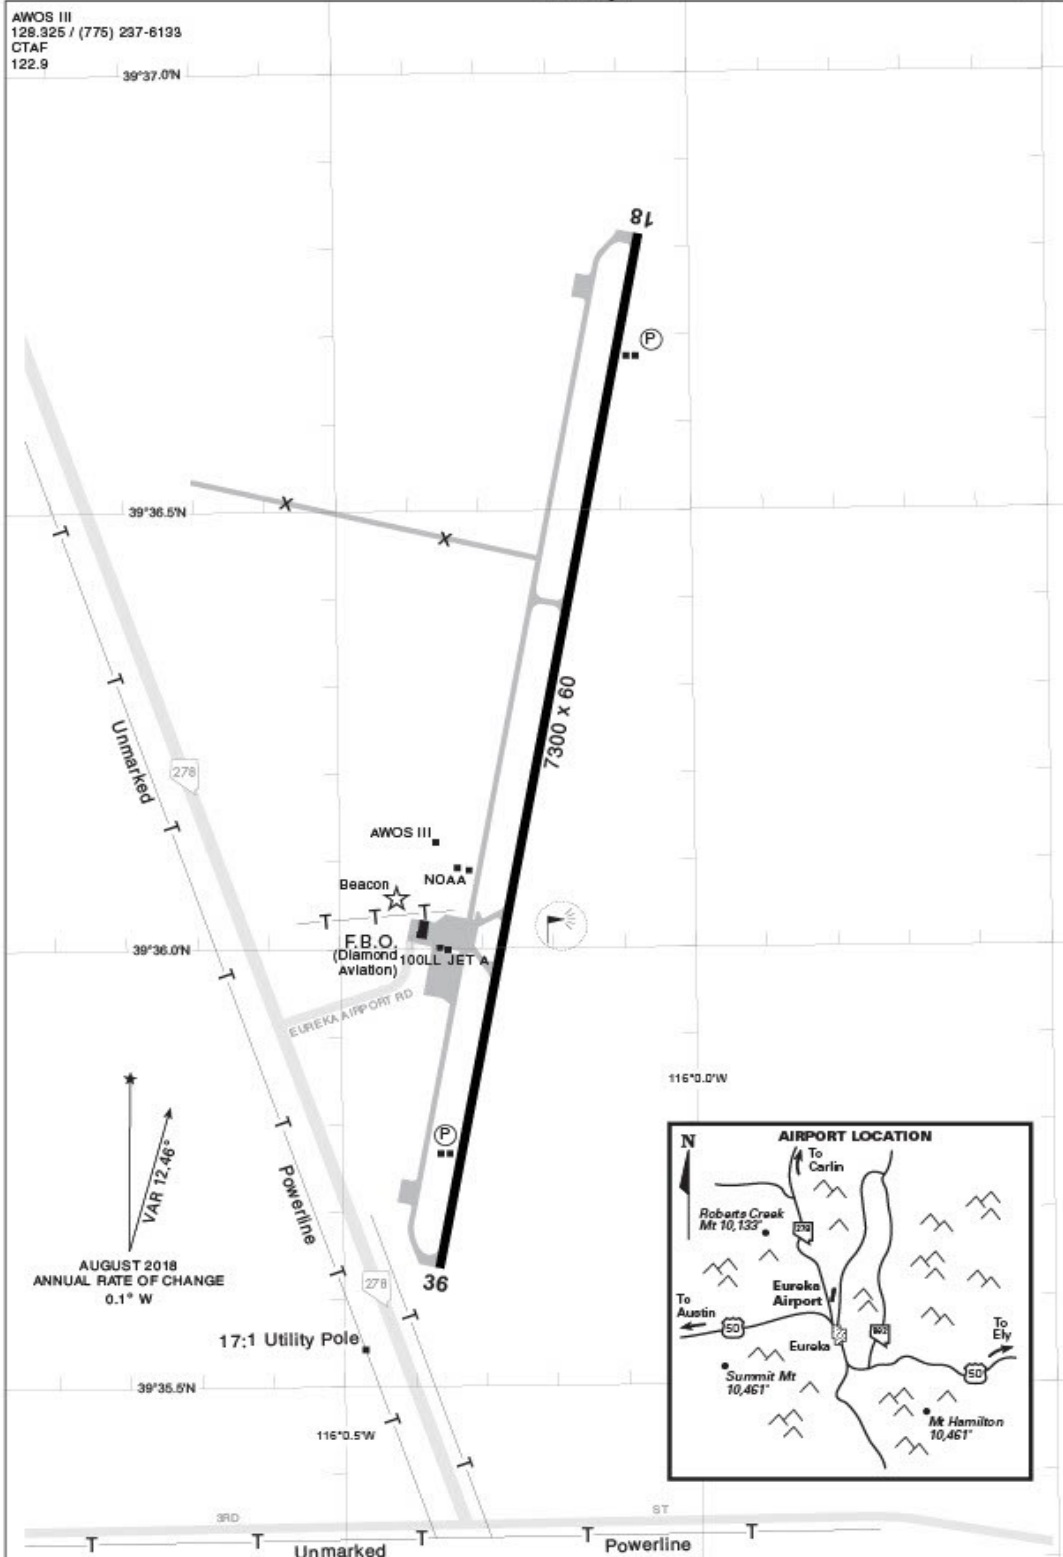 AWOS III
128.325 / (775) 237-6133
CTAF
122.9
39°37.0'N
18
P
X
39°36.5'N
X
T
T
Unmarked
278
7300 x 60
T
AWOS III
NOAA
Beacon
T T T
F.B.O.
(Diamond
Aviation)
100LL JET A
39°36.0'N
T
EUREKA AIRPORT RD
116°0.0'W
VAR 12.46°
AUGUST 2018
ANNUAL RATE OF CHANGE
0.1° W
T
Powerline
P
T
278
36
T
17:1 Utility Pole
39°35.5'N
116°0.5'W
T
T
AIRPORT LOCATION
N
To
Carlin
Roberts Creek
Mt 10,133'
278
Eureka
Airport
To
Austin
50
Eureka
892
To
Ely
50
Summit Mt
10,461'
Mt Hamilton
10,461'
3RD
ST
T T T T T
Unmarked
Powerline